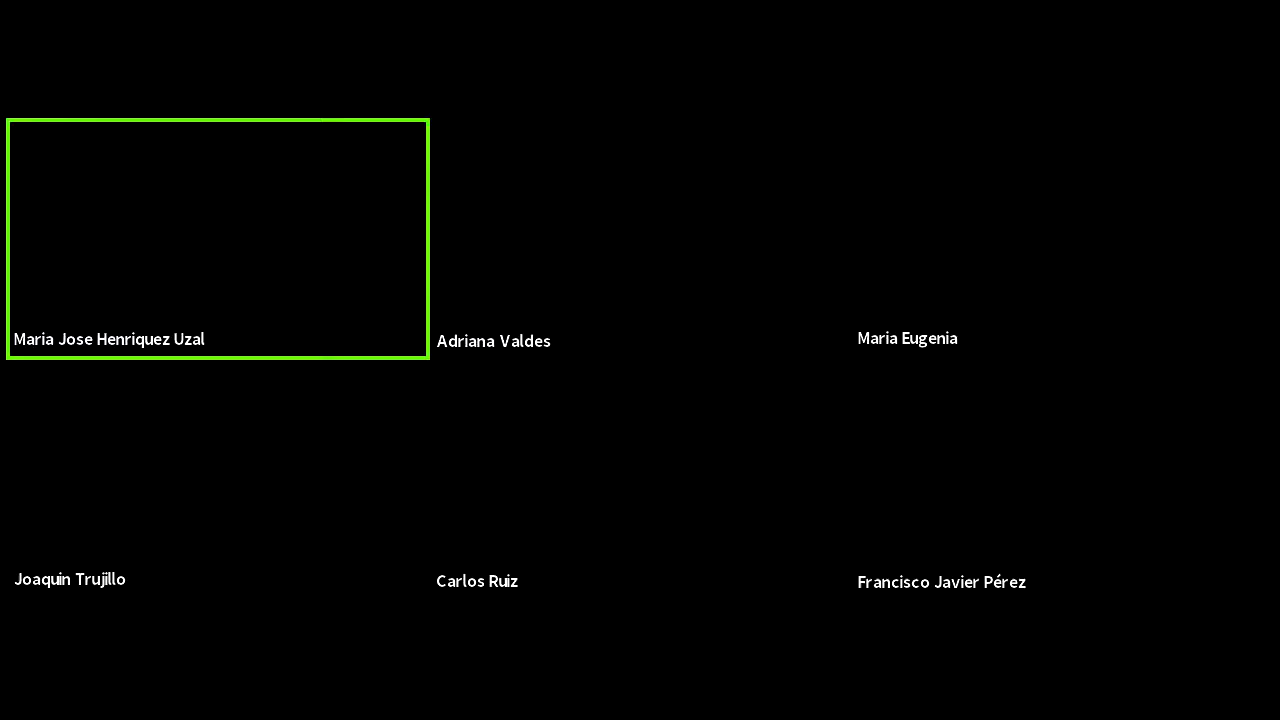 Maria Jose Henriquez Uzal
Adriana Valdes
Maria Eugenia
Joaquin Trujillo
Carlos Ruiz
Francisco Javier Pérez